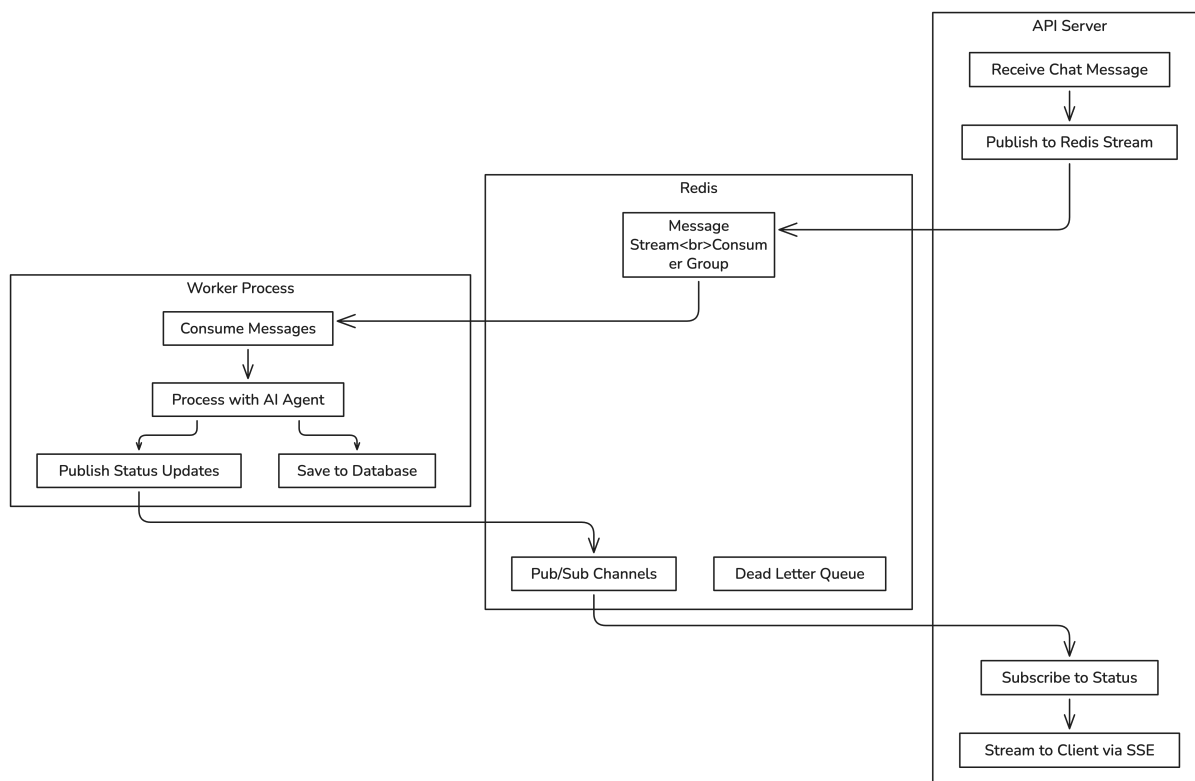 API Server
Receive Chat Message
Publish to Redis Stream
Redis
Message
Stream<br>Consum
er Group
Worker Process
Consume Messages
Process with AI Agent
Publish Status Updates
Save to Database
Pub/Sub Channels
Dead Letter Queue
Subscribe to Status
Stream to Client via SSE